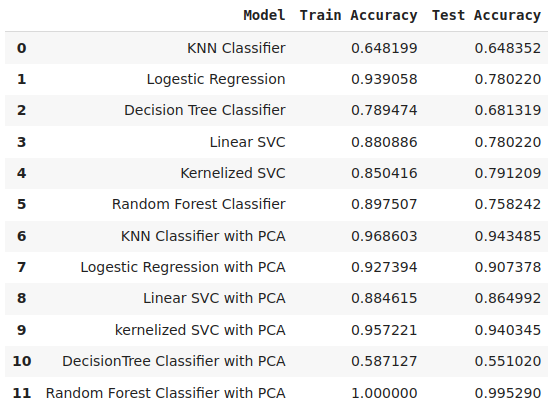 Model Train Accuracy Test Accuracy
0 KNN Classifier 0.648199 0.648352
1 Logestic Regression 0.939058 0.780220
2 Decision Tree Classifier 0.789474 0.681319
3 Linear SVC 0.880886 0.780220
4 Kernelized SVC 0.850416 0.791209
5 Random Forest Classifier 0.897507 0.758242
6 KNN Classifier with PCA 0.968603 0.943485
7 Logestic Regression with PCA 0.927394 0.907378
8 Linear SVC with PCA 0.884615 0.864992
9 kernelized SVC with PCA 0.957221 0.940345
10 DecisionTree Classifier with PCA 0.587127 0.551020
11 Random Forest Classifier with PCA 1.000000 0.995290